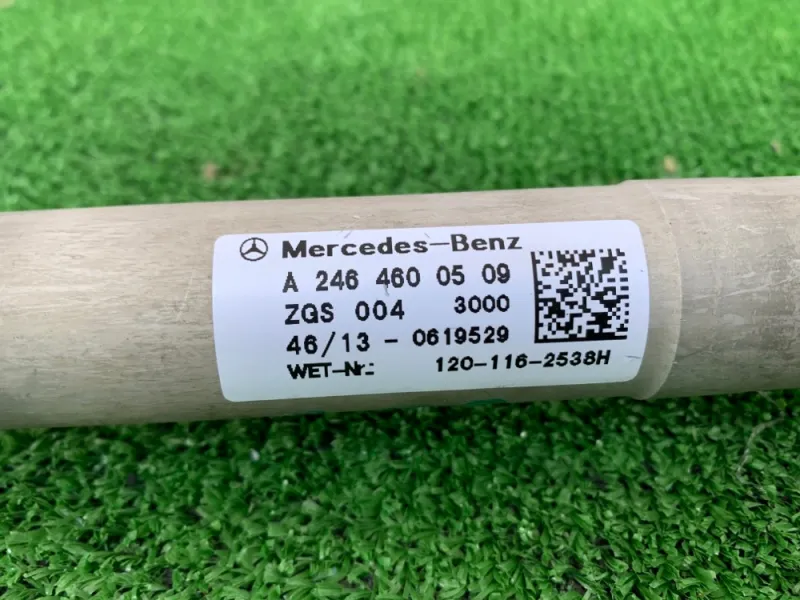 Mercedes-Benz
A 246 460 05 09
ZGS 004 3000
46/13 - 0619529
WET-Nr.: 120-116-2538H